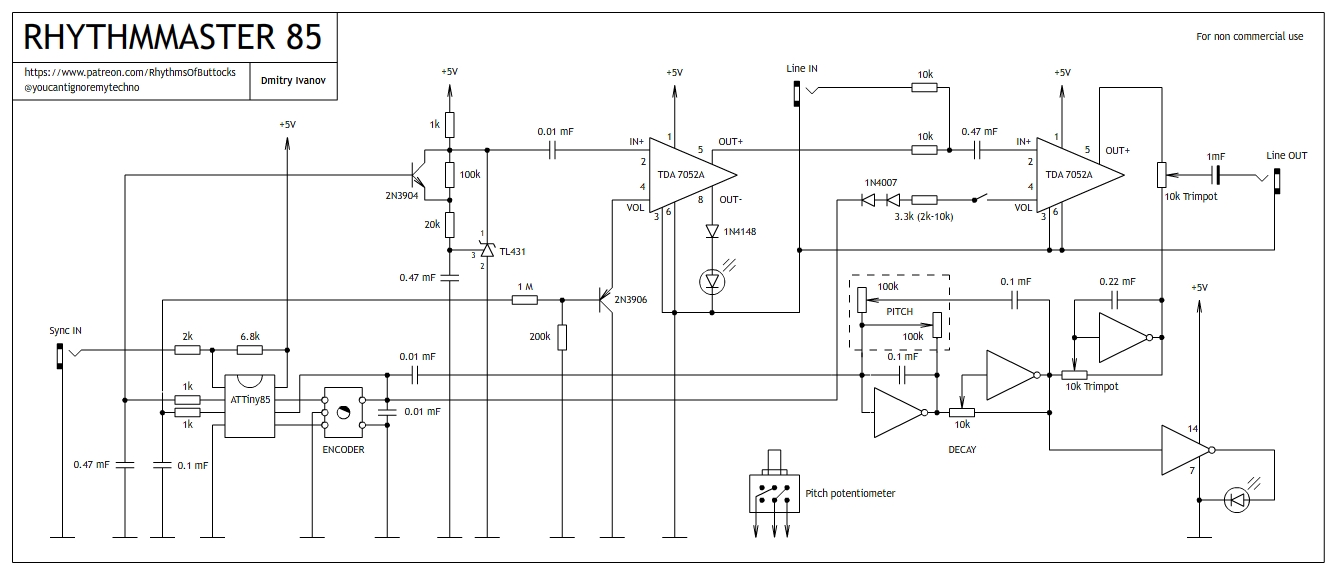 RHYTHMMASTER 85
https://www.patreon.com/RhythmsOfButtocks
@youcantignoremytechno
Dmitry Ivanov
For non commercial use
+5V
+5V
+5V
Line IN
10k
+5V
1k
0.01 mF
IN+
1
5
OUT+
10k
0.47 mF
IN+
1
5
OUT+
Line OUT
1mF
2
TDA 7052A
2
TDA 7052A
100k
2N3904
4
VOL
3
6
8
OUT-
1N4007
3.3k (2k-10k)
4
VOL
3
6
10k Trimpot
20k
1
3
2
TL431
1N4148
0.47 mF
1 M
2N3906
200k
100k
PITCH
100k
0.1 mF
0.22 mF
+5V
Sync IN
2k
6.8k
0.01 mF
0.1 mF
1k
1k
ATTiny85
0.01 mF
ENCODER
10k
DECAY
10k Trimpot
14
7
0.47 mF
0.1 mF
Pitch potentiometer